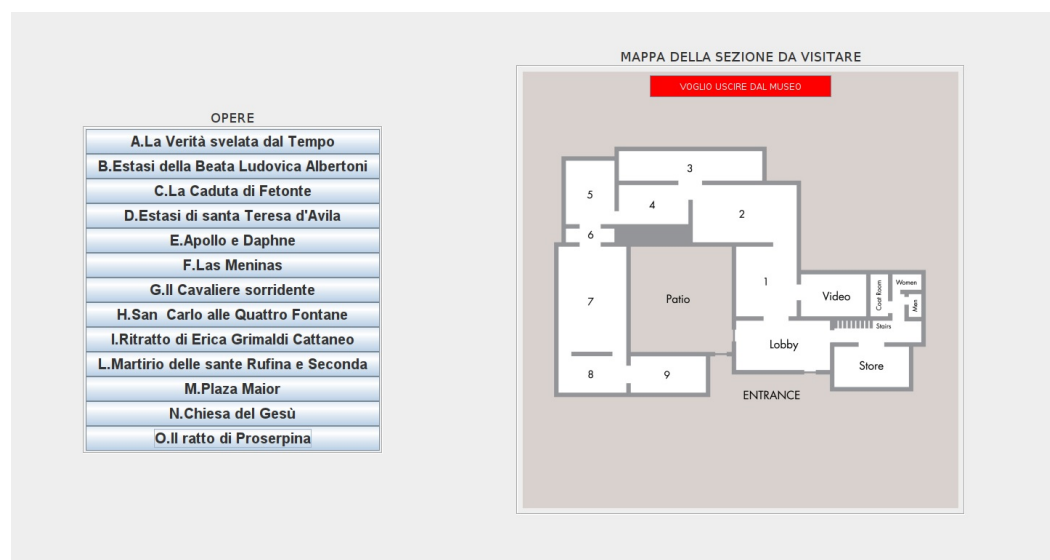 MAPPA DELLA SEZIONE DA VISITARE
VOGLIO USCIRE DAL MUSEO
OPERE
A.La Verità svelata dal Tempo
B.Estasi della Beata Ludovica Albertoni
C.La Caduta di Fetonte
D.Estasi di santa Teresa d'Avila
E.Apollo e Daphne
F.Las Meninas
G.Il Cavaliere sorridente
H.San Carlo alle Quattro Fontane
I.Ritratto di Erica Grimaldi Cattaneo
L.Martirio delle sante Rufina e Seconda
M.Plaza Maior
N.Chiesa del Gesù
O.Il ratto di Proserpina
3
5
4
2
6
1
7
Patio
Video
Coat Room
Women
Men
Stairs
Lobby
Store
8
9
ENTRANCE